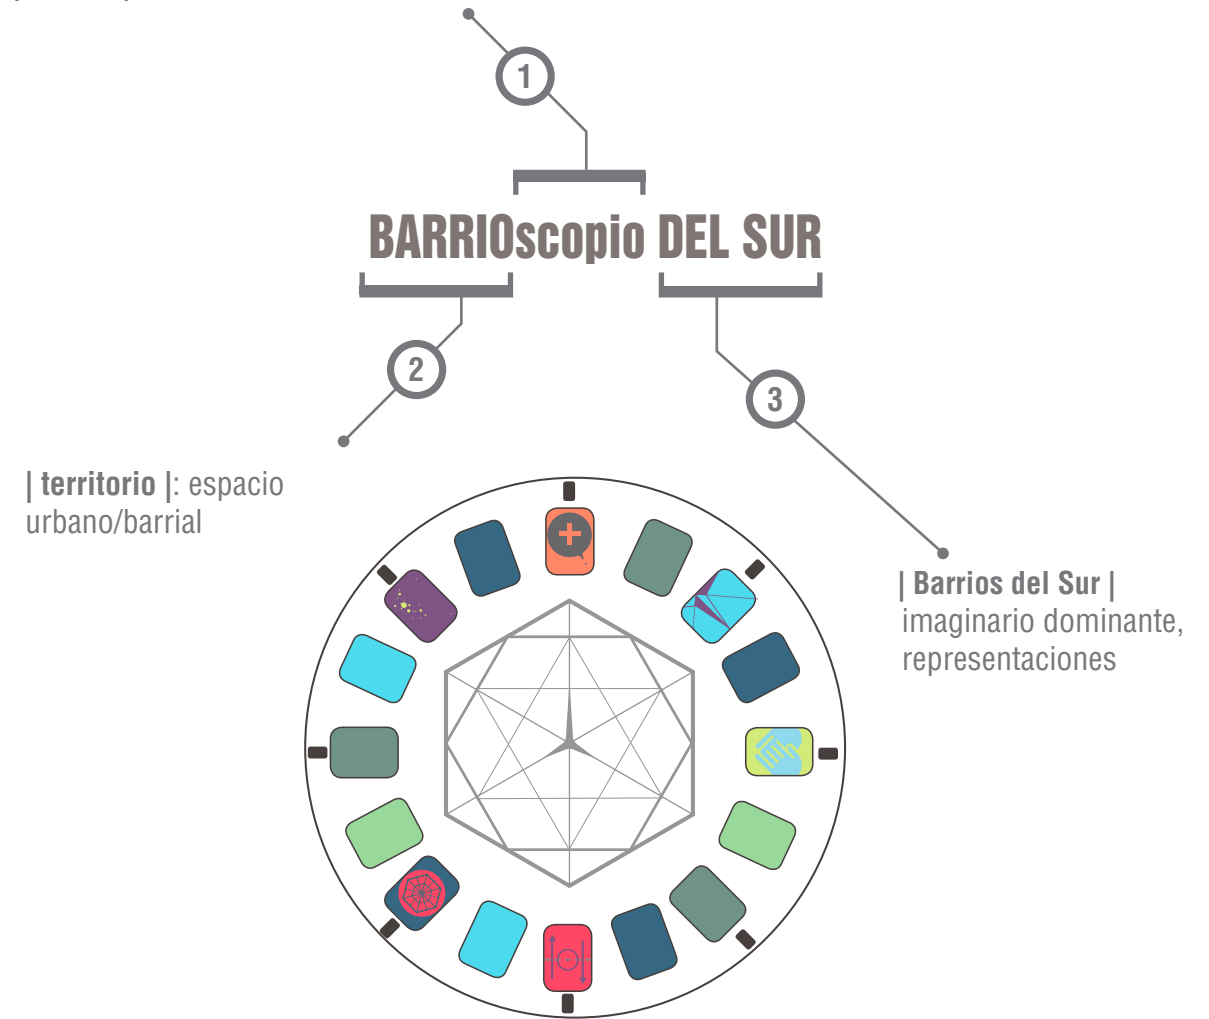 1
BARRIOscopio DEL SUR
2
3
| territorio |: espacio
urbano/barrial
| Barrios del Sur |
imaginario dominante,
representaciones